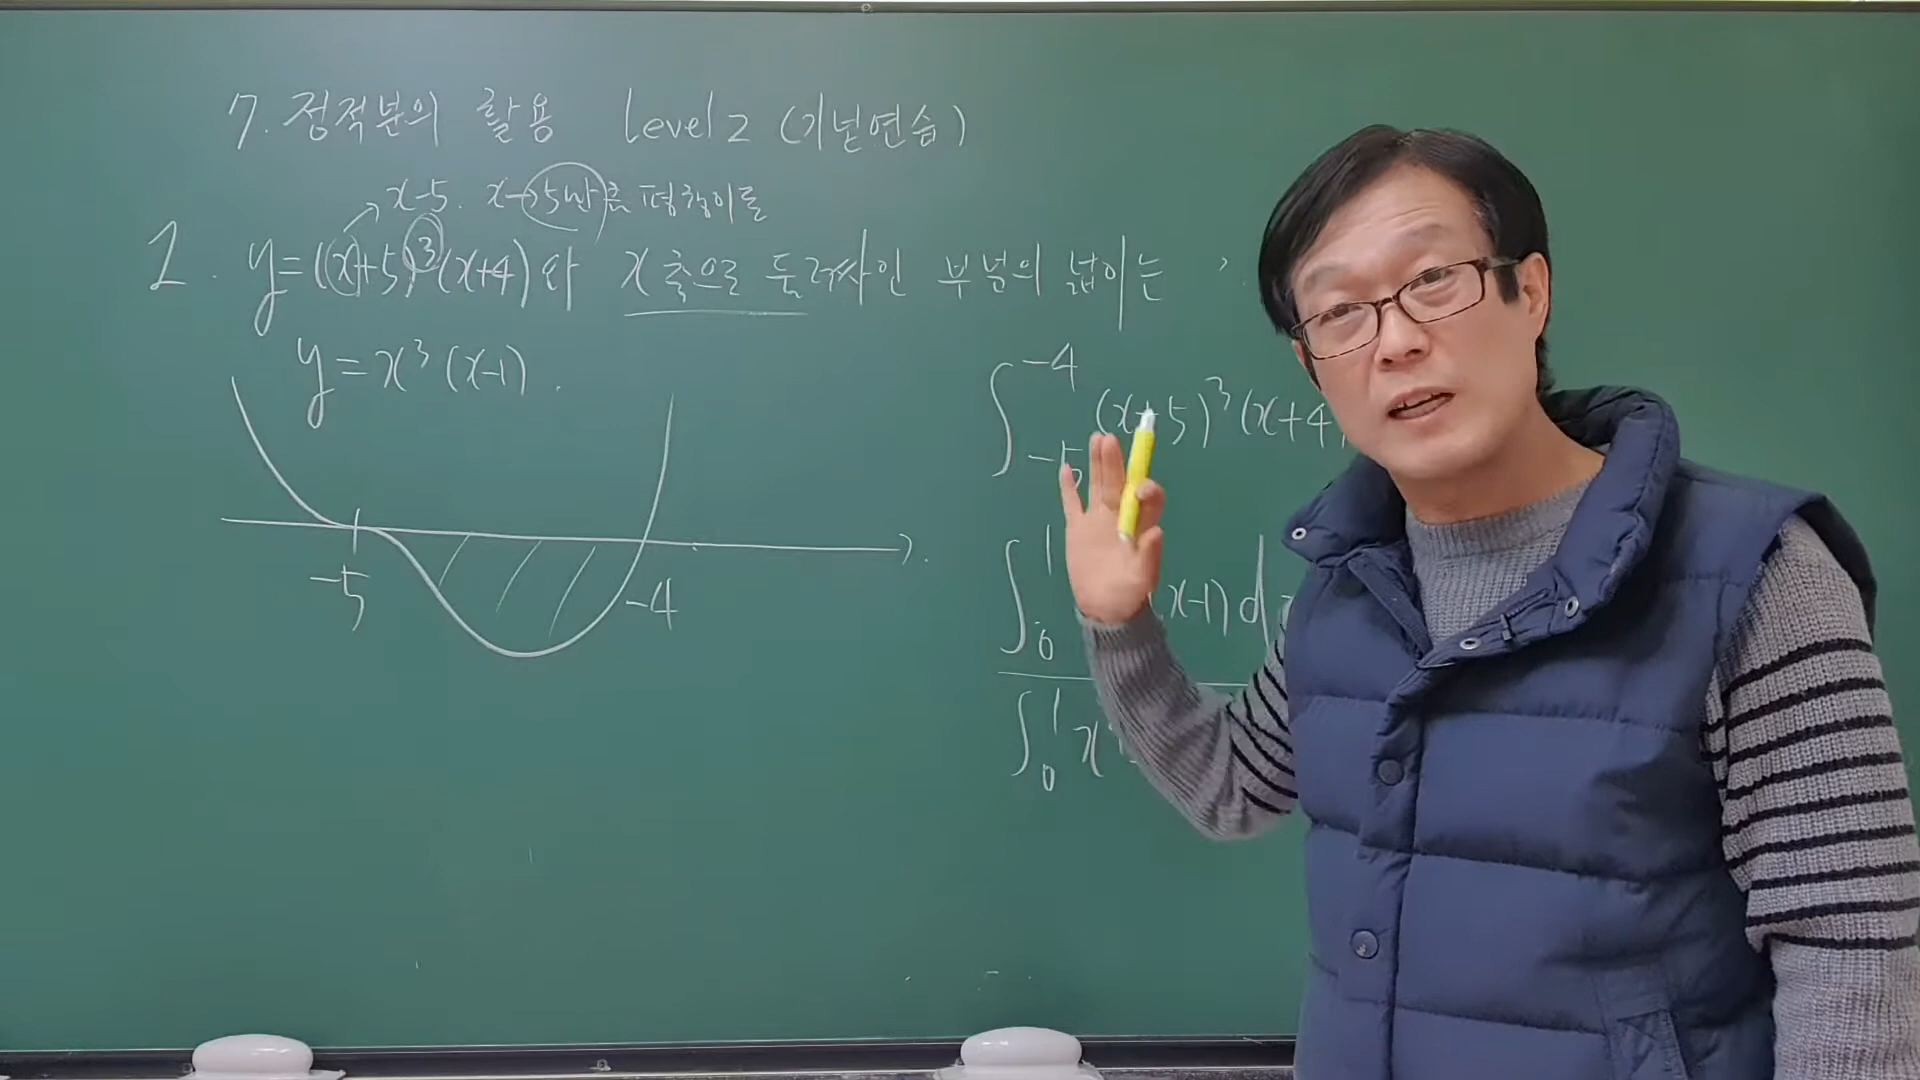 7. 정적분의 활용 Level 2 (기본연습)
x-5. x→5만큼 평행이동
1. y=(x+5)³(x+4)와 x축으로 둘러싸인 부분의 넓이는
y=x³(x-1).
-5
-4
∫₋₅⁻⁴ (x+5)³(x+4
∫₀¹ x-1)d
∫₀¹ x